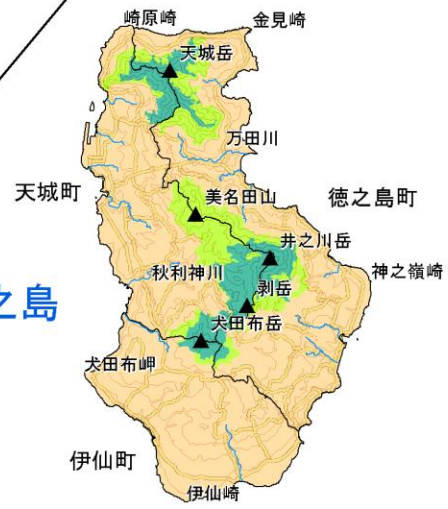 崎原崎
金見崎
天城岳
万田川
天城町
美名田山
徳之島町
井之川岳
秋利神川
神之嶺崎
剥岳
之島
犬田布岳
犬田布岬
伊仙町
伊仙崎